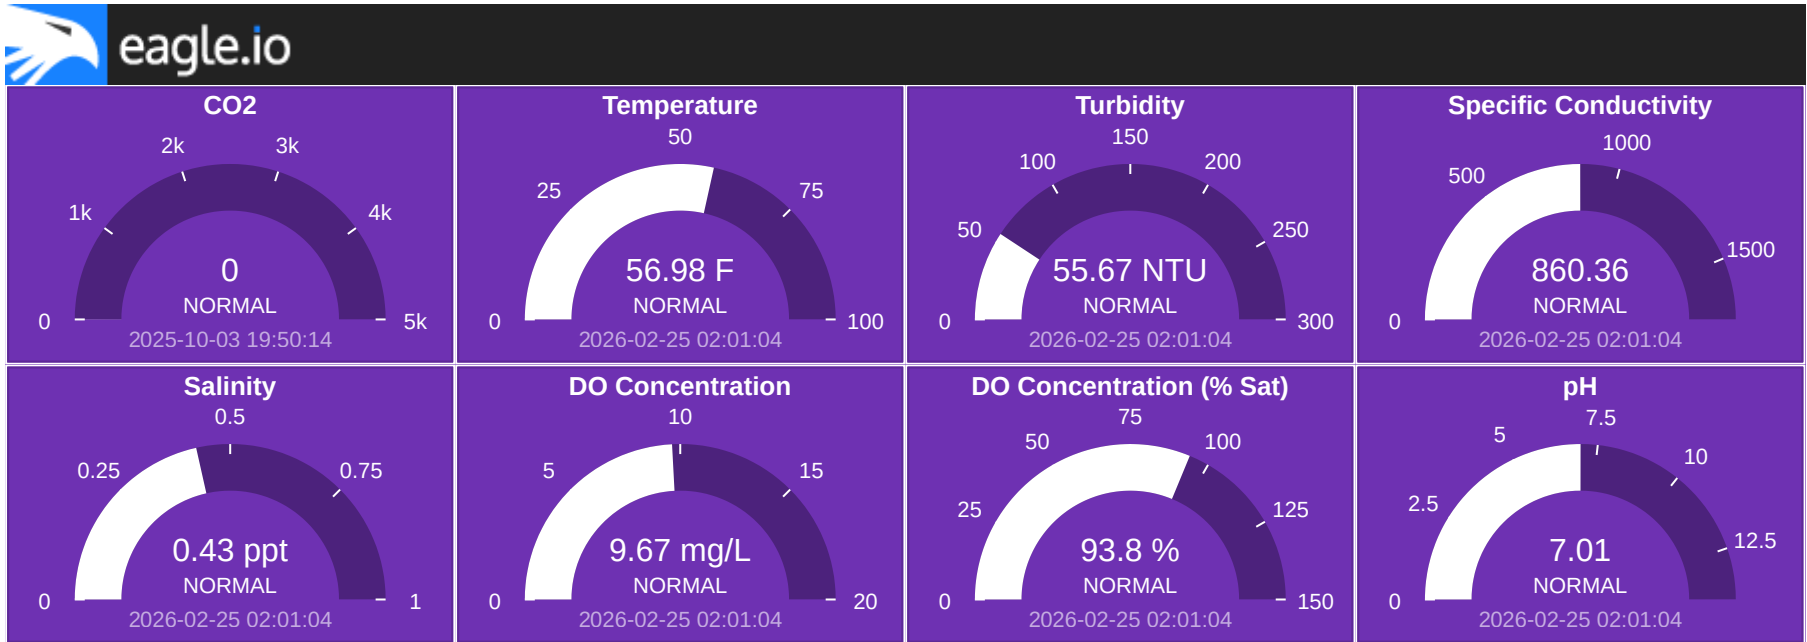 eagle.io
CO2
2k
3k
1k
4k
0
5k
0
NORMAL
2025-10-03 19:50:14
Temperature
50
25
75
0
100
56.98 F
NORMAL
2026-02-25 02:01:04
Turbidity
150
100
200
50
250
0
300
55.67 NTU
NORMAL
2026-02-25 02:01:04
Specific Conductivity
1000
500
1500
0
860.36
NORMAL
2026-02-25 02:01:04
Salinity
0.5
0.25
0.75
0
1
0.43 ppt
NORMAL
2026-02-25 02:01:04
DO Concentration
10
5
15
0
20
9.67 mg/L
NORMAL
2026-02-25 02:01:04
DO Concentration (% Sat)
75
50
100
25
125
0
150
93.8 %
NORMAL
2026-02-25 02:01:04
pH
7.5
5
10
2.5
12.5
0
7.01
NORMAL
2026-02-25 02:01:04